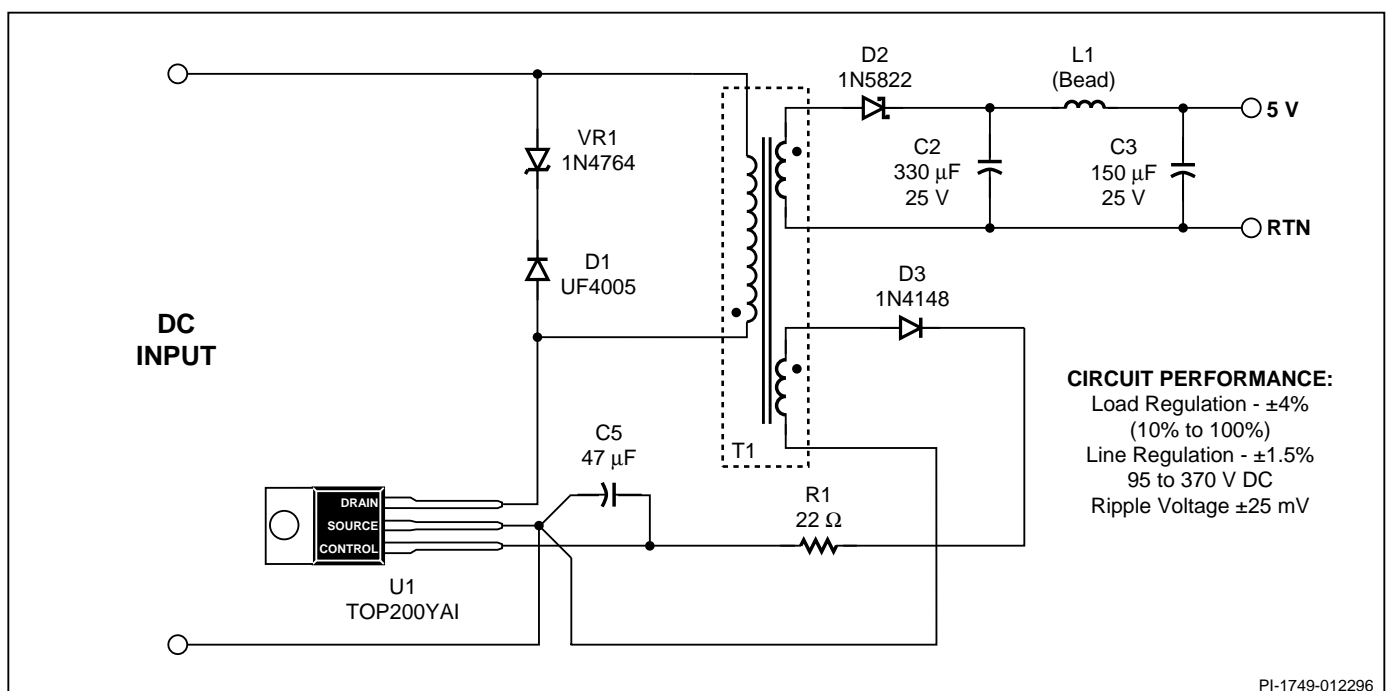 D2
1N5822
L1
(Bead)
5 V
VR1
1N4764
C2
330 µF
25 V
C3
150 µF
25 V
RTN
D1
UF4005
D3
1N4148
DC
INPUT
CIRCUIT PERFORMANCE:
Load Regulation - ±4%
(10% to 100%)
Line Regulation - ±1.5%
95 to 370 V DC
Ripple Voltage ±25 mV
T1
C5
47 µF
R1
22 Ω
DRAIN
SOURCE
CONTROL
U1
TOP200YAI
PI-1749-012296